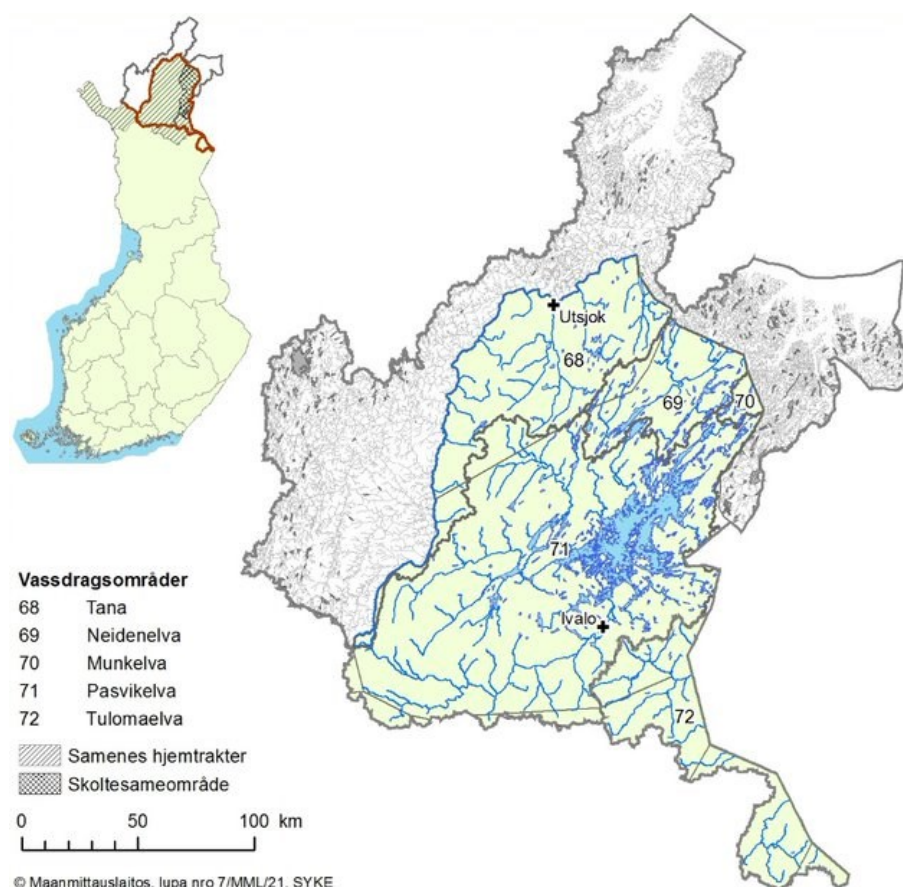 Utsjok
68
69
70
71
Ivalo
72
Vassdragsområder
68 Tana
69 Neidenelva
70 Munkelva
71 Pasvikelva
72 Tulomaelva
Samenes hjemtrakter
Skoltesameområde
0 50 100 km
© Maanmittauslaitos, lupa nro 7/MML/21, SYKE